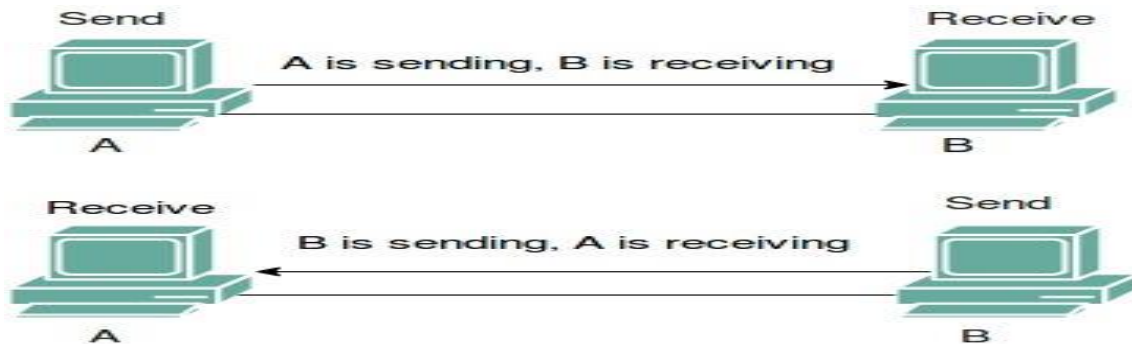 Send
Receive
A is sending, B is receiving
A
B
Receive
Send
B is sending, A is receiving
A
B